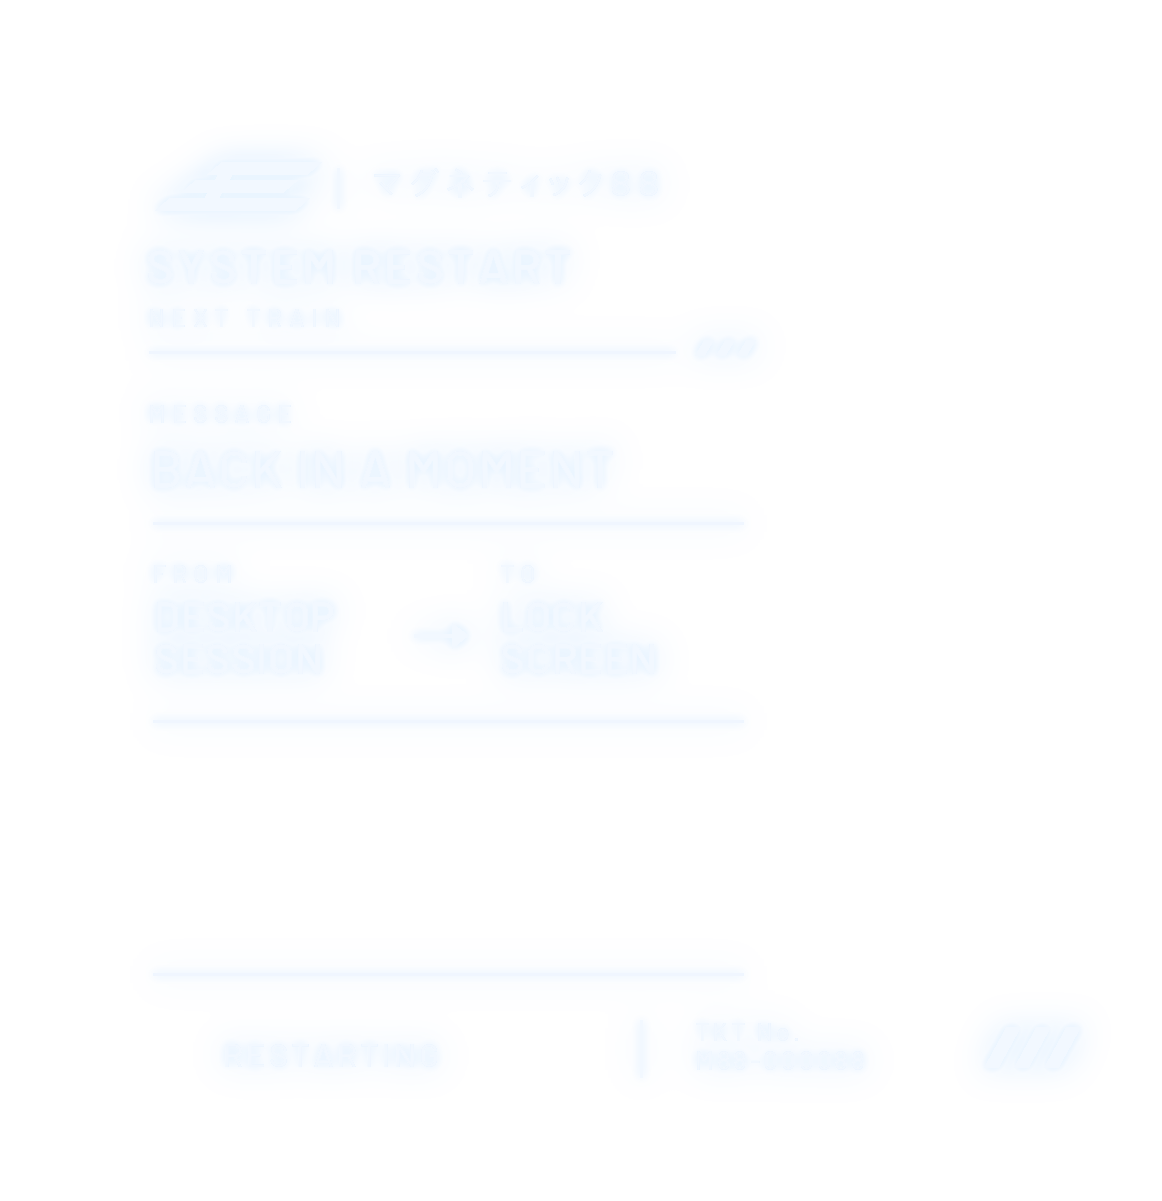 マグネティック
SYSTEM RESTART
NEXT TRAIN
MESSAGE
BACK IN A MOMENT
FROM
TO
DESKTOP
SESSION
LOCK
SCREEN
RESTARTING
TKT No.